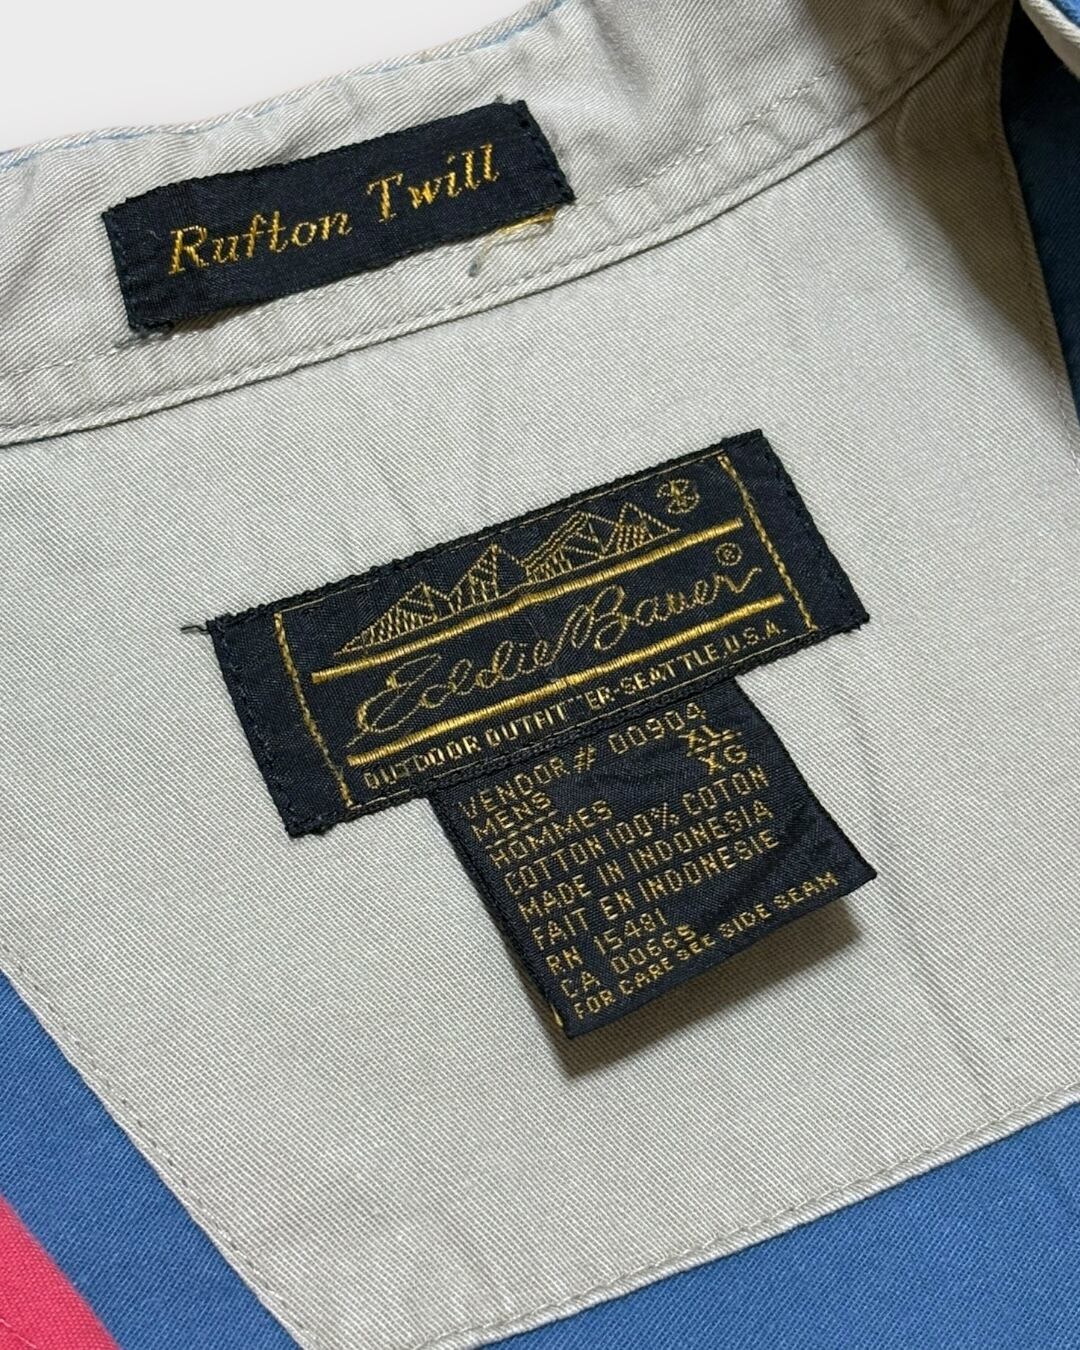 Rufton Twill
Eddie Bauer®
OUTDOOR OUTFITTER-SEATTLE, U.S.A.
VENDOR # 00904
MENS XL
HOMMES XG
COTTON 100% COTON
MADE IN INDONESIA
FAIT EN INDONESIE
RN 15481
CA 00665
FOR CARE SEE SIDE SEAM